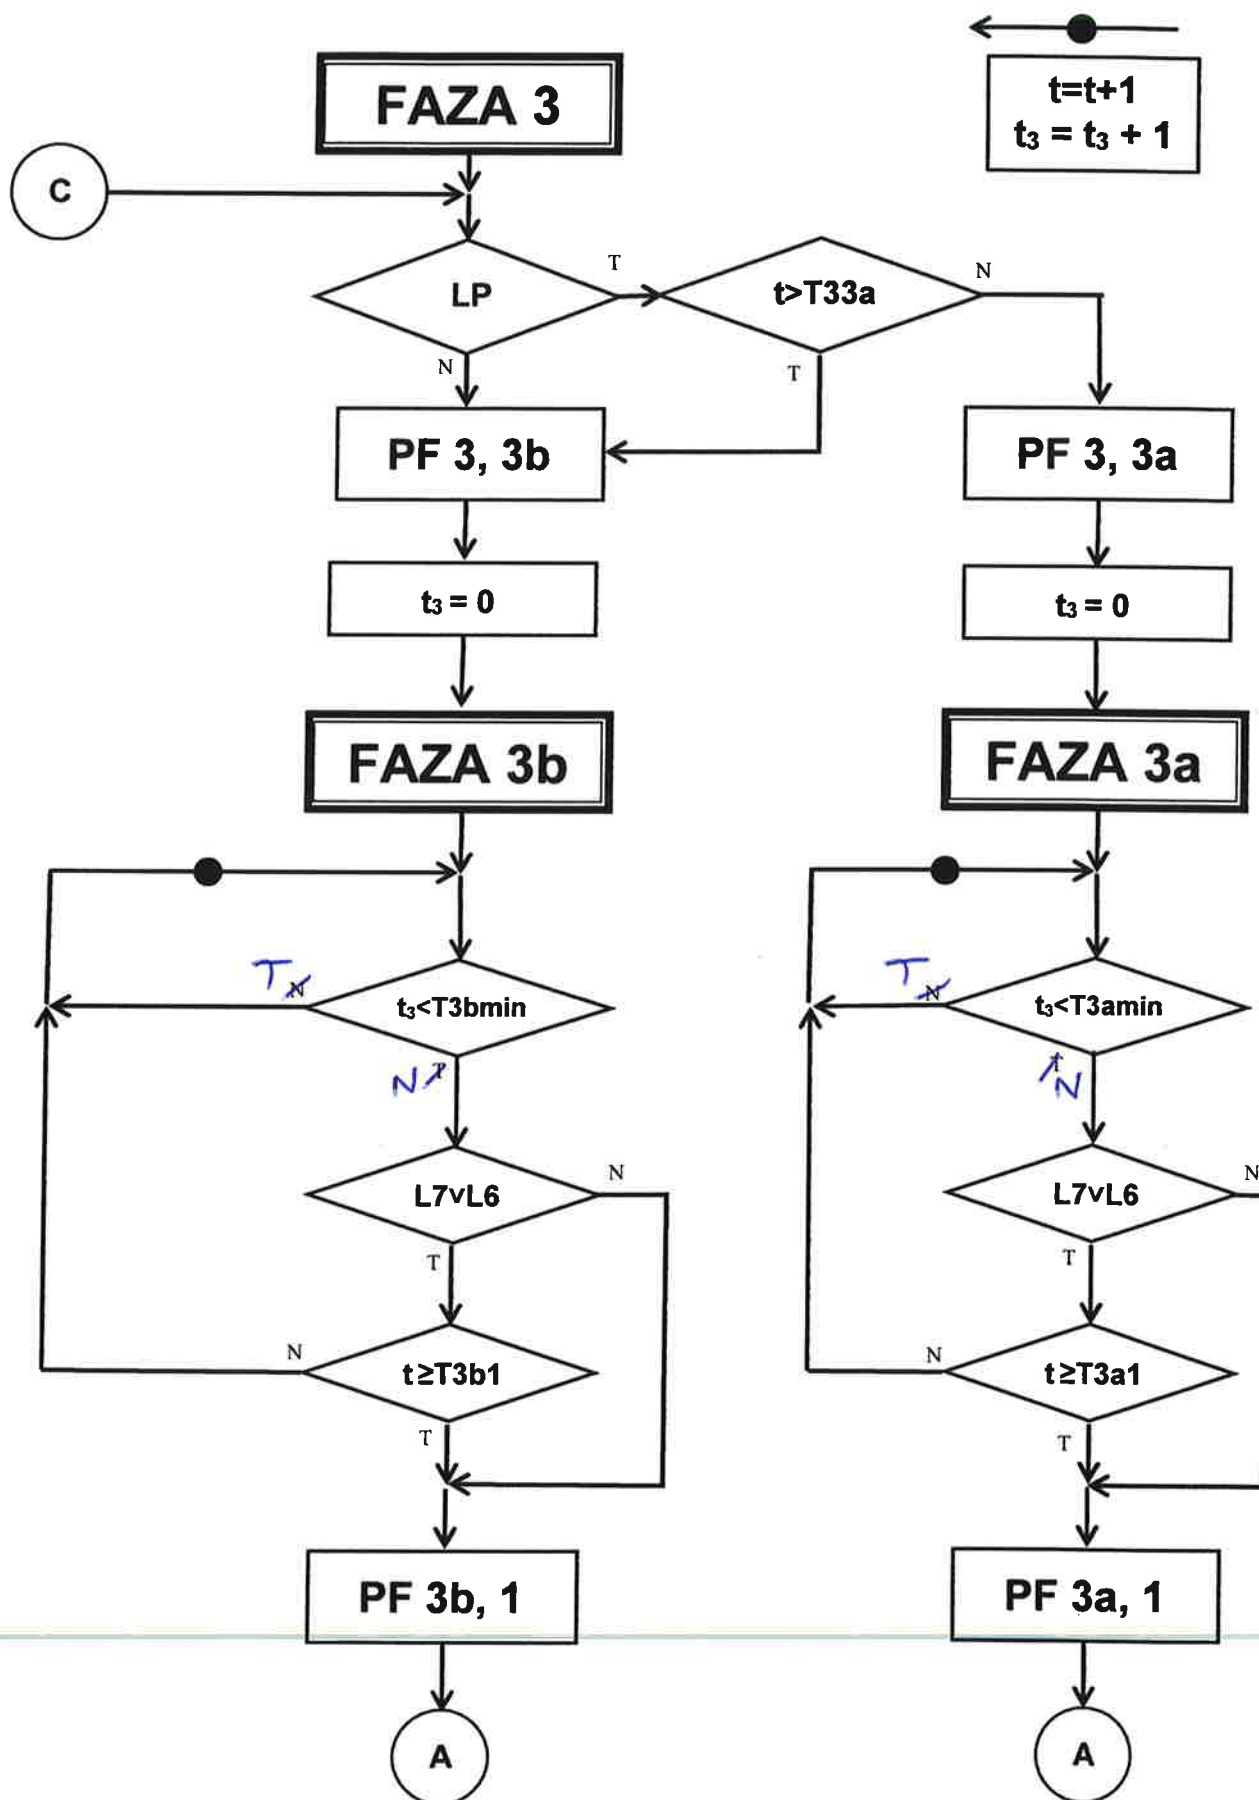 FAZA 3
t=t+1
t₃ = t₃ + 1
C
LP
T
t>T33a
N
N
T
PF 3, 3b
PF 3, 3a
t₃ = 0
t₃ = 0
FAZA 3b
FAZA 3a
T N
t₃<T3bmin
T N
t₃<T3amin
N T
T N
L7vL6
N
L7vL6
N
T
T
N
t≥T3b1
N
t≥T3a1
T
T
PF 3b, 1
PF 3a, 1
A
A